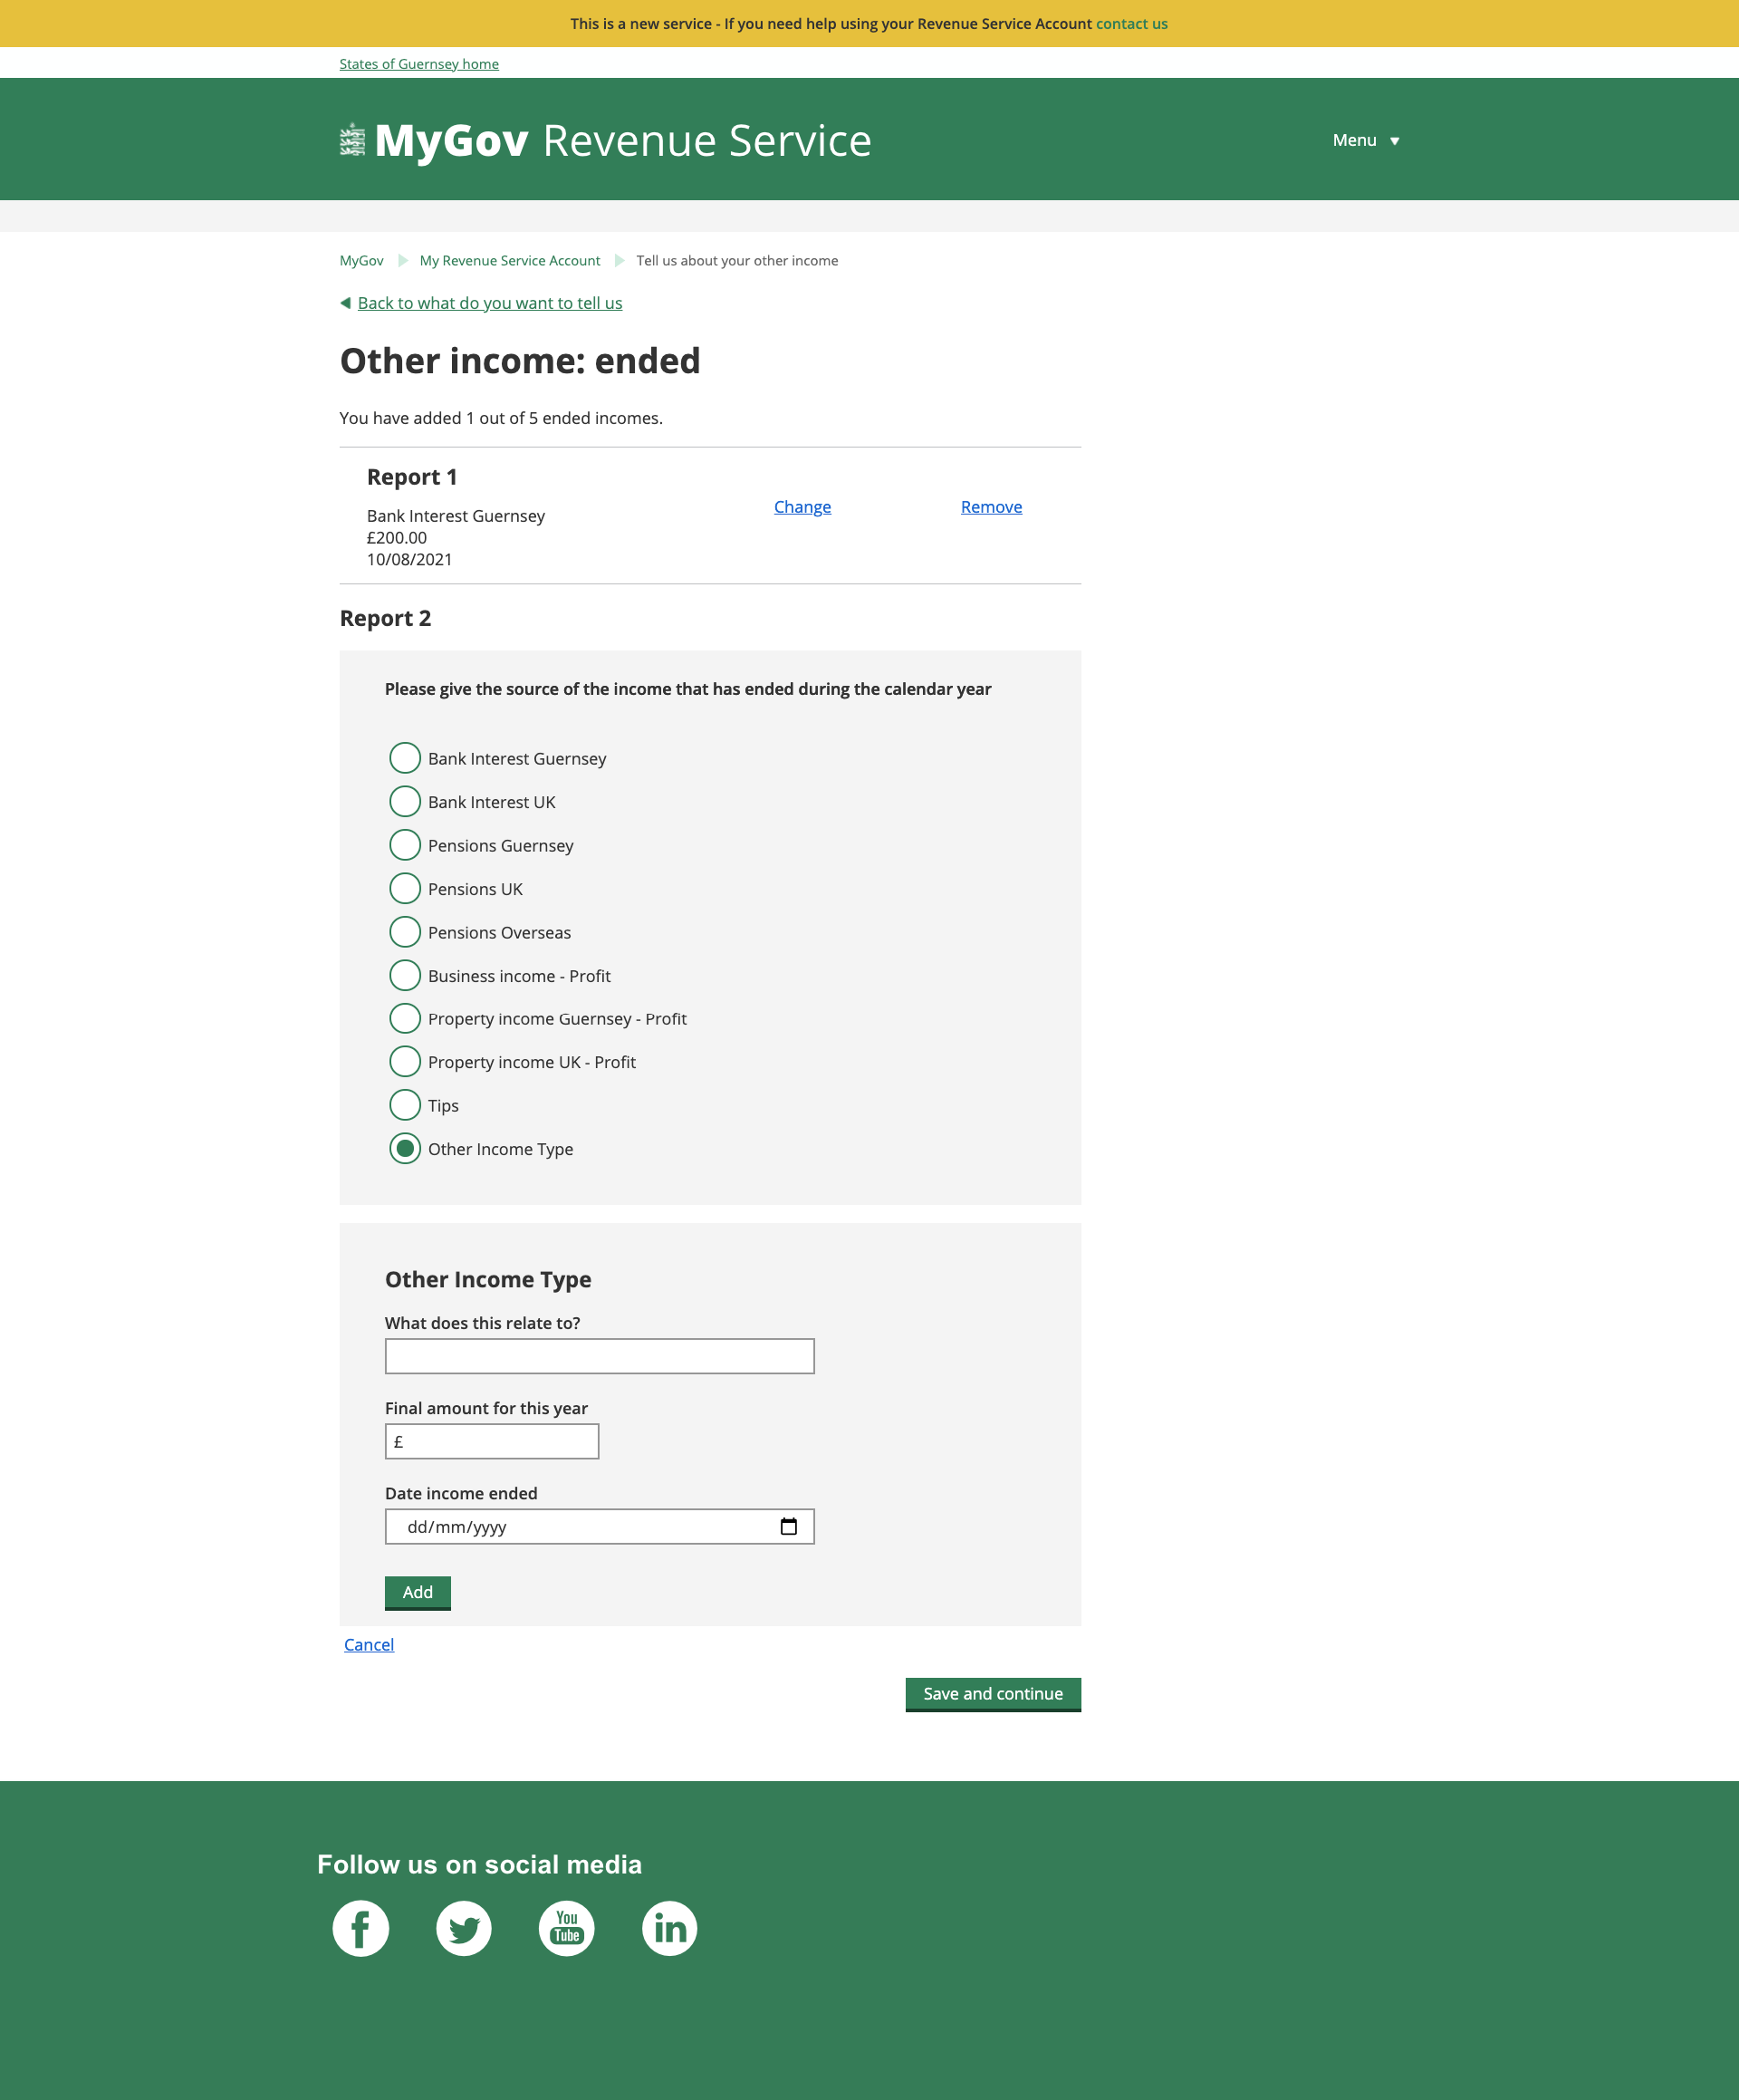 This is a new service - If you need help using your Revenue Service Account contact us
States of Guernsey home
MyGov Revenue Service
Menu
MyGov
My Revenue Service Account
Tell us about your other income
Back to what do you want to tell us
Other income: ended
You have added 1 out of 5 ended incomes.
Report 1
Bank Interest Guernsey
£200.00
10/08/2021
Change
Remove
Report 2
Please give the source of the income that has ended during the calendar year
Bank Interest Guernsey
Bank Interest UK
Pensions Guernsey
Pensions UK
Pensions Overseas
Business income - Profit
Property income Guernsey - Profit
Property income UK - Profit
Tips
Other Income Type
Other Income Type
What does this relate to?
Final amount for this year
£
Date income ended
dd/mm/yyyy
Add
Cancel
Save and continue
Follow us on social media
f
You
Tube
in